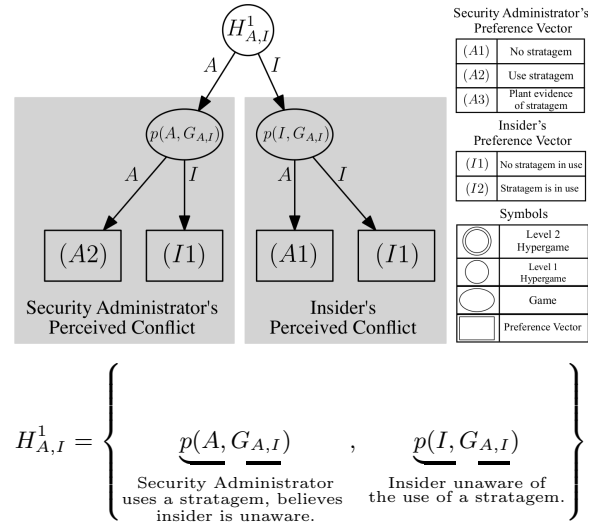 H^1_{A,I}
A
I
p(A, G_{A,I})
p(I, G_{A,I})
A
I
A
I
(A2)
(I1)
(A1)
(I1)
Security Administrator's
Perceived Conflict
Insider's
Perceived Conflict
Security Administrator's
Preference Vector
(A1) No stratagem
(A2) Use stratagem
(A3) Plant evidence
of stratagem
Insider's
Preference Vector
(I1) No stratagem in use
(I2) Stratagem is in use
Symbols
Level 2
Hypergame
Level 1
Hypergame
Game
Preference Vector
H^1_{A,I} = { p(A, G_{A,I}) , p(I, G_{A,I}) }
Security Administrator
uses a stratagem, believes
insider is unaware.
Insider unaware of
the use of a stratagem.